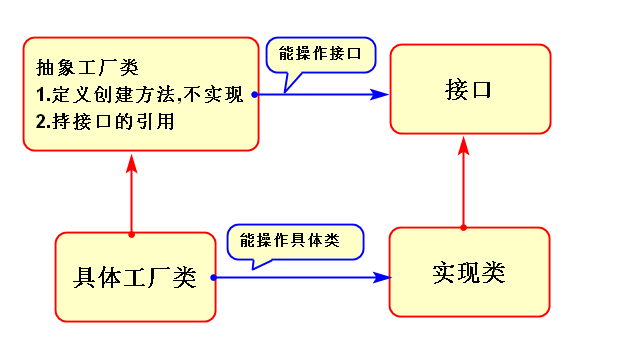 抽象工厂类
1.定义创建方法,不实现
2.持接口的引用
能操作接口
接口
具体工厂类
能操作具体类
实现类